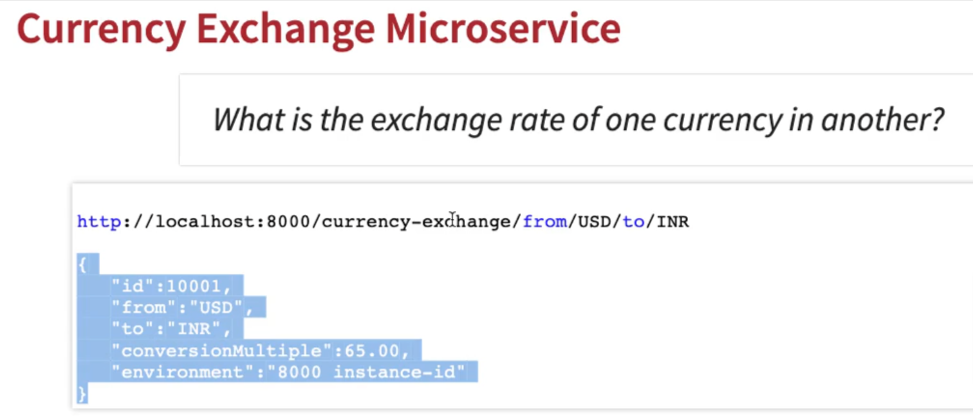 Currency Exchange Microservice
What is the exchange rate of one currency in another?
http://localhost:8000/currency-exchange/from/USD/to/INR
{
"id":10001,
"from":"USD",
"to":"INR",
"conversionMultiple":65.00,
"environment":"8000 instance-id"
}